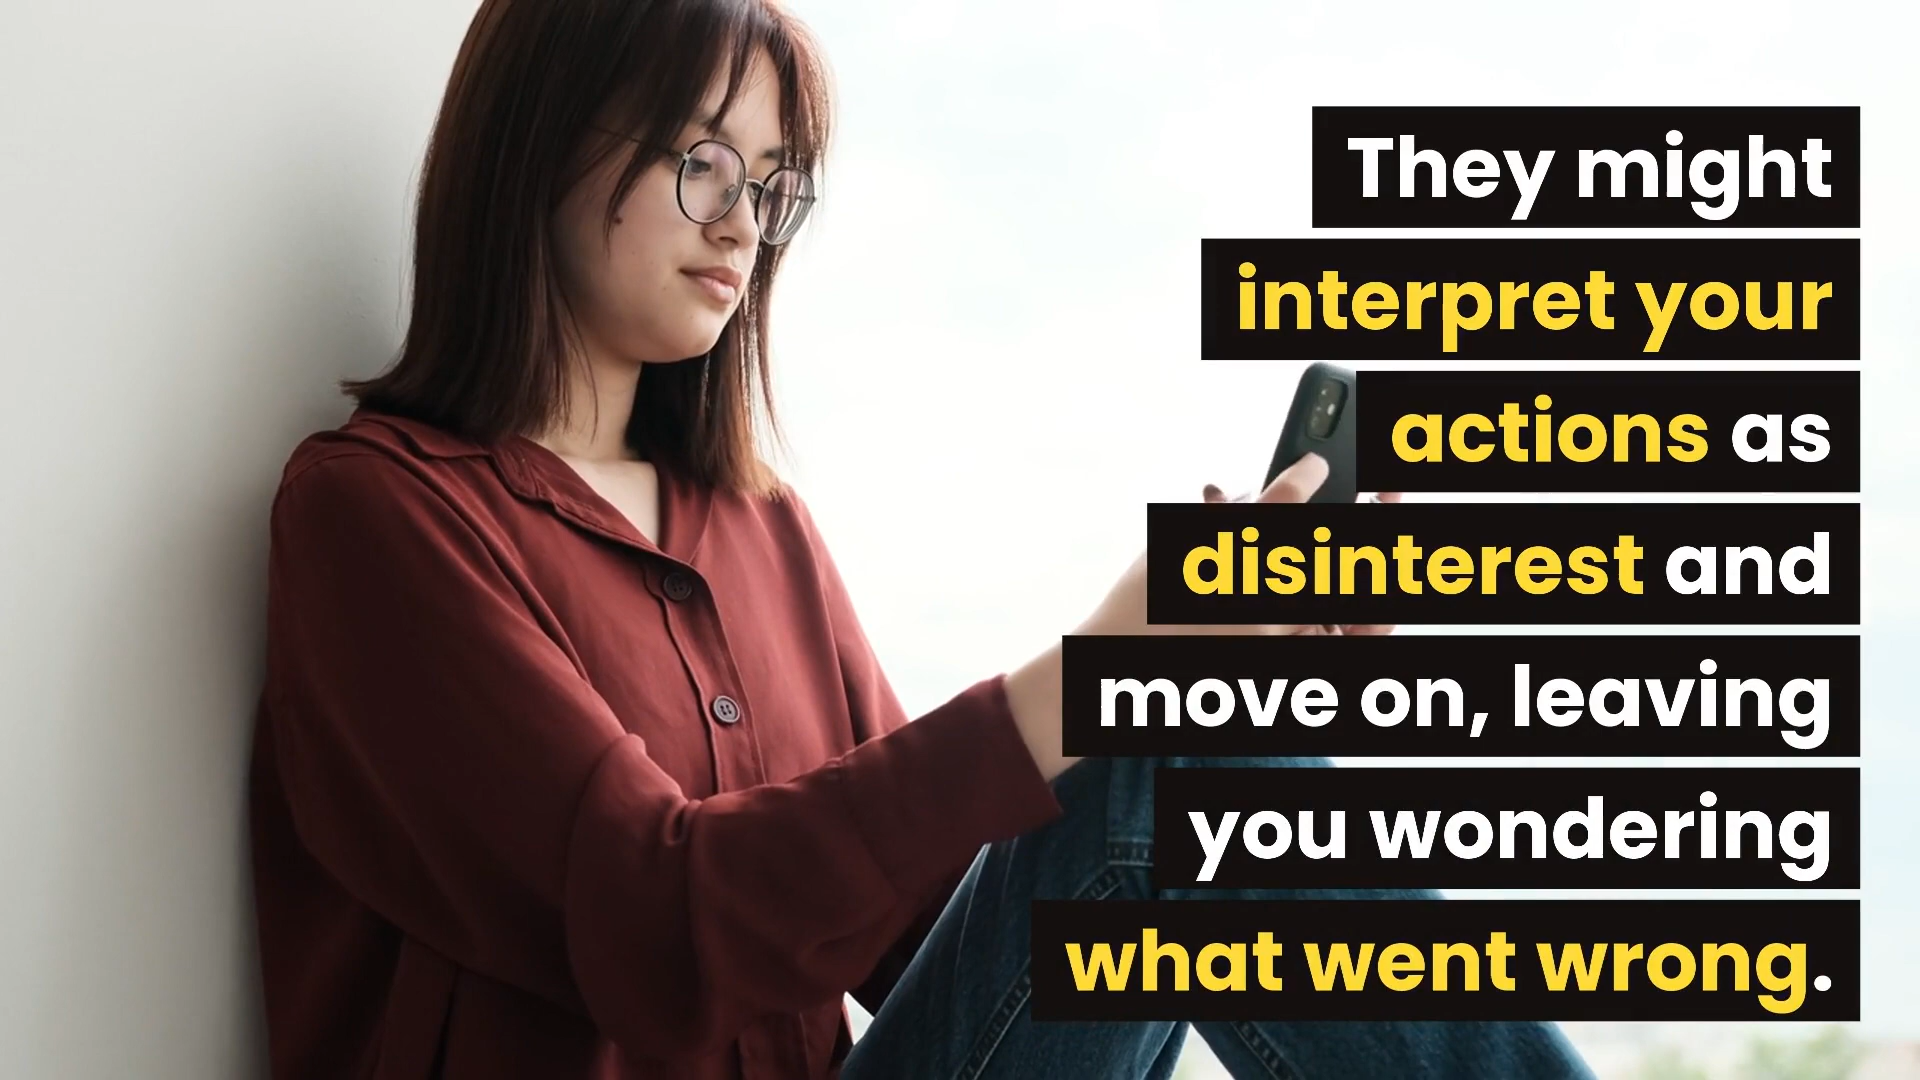 They might
interpret your
actions as
disinterest and
move on, leaving
you wondering
what went wrong.